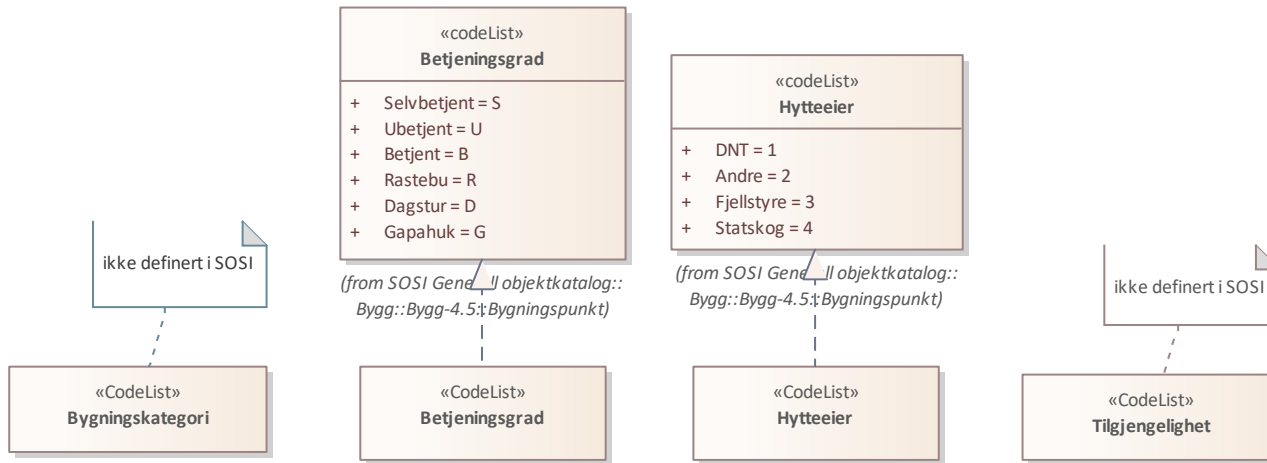 «codeList»
Betjeningsgrad
+ Selvbetjent = S
+ Ubetjent = U
+ Betjent = B
+ Rastebu = R
+ Dagstur = D
+ Gapahuk = G
(from SOSI Generell objektkatalog::
Bygg::Bygg-4.5::Bygningspunkt)
«codeList»
Hytteeier
+ DNT = 1
+ Andre = 2
+ Fjellstyre = 3
+ Statskog = 4
(from SOSI Generell objektkatalog::
Bygg::Bygg-4.5::Bygningspunkt)
ikke definert i SOSI
ikke definert i SOSI
«CodeList»
Bygningskategori
«CodeList»
Betjeningsgrad
«CodeList»
Hytteeier
«CodeList»
Tilgjengelighet